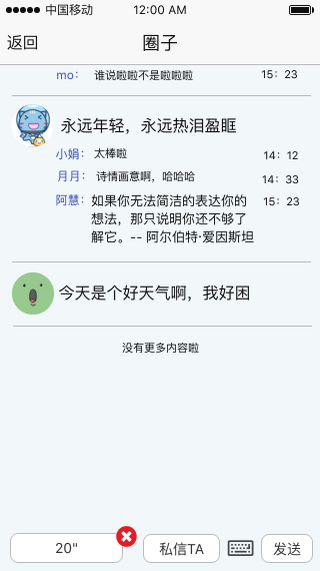 中国移动 12:00 AM
返回 圈子
mo： 谁说啦啦不是啦啦啦 15：23
永远年轻，永远热泪盈眶
小娟： 太棒啦 14：12
月月： 诗情画意啊，哈哈哈 14：33
阿慧： 如果你无法简洁的表达你的 15：23
想法，那只说明你还不够了
解它。-- 阿尔伯特·爱因斯坦
今天是个好天气啊，我好困
没有更多内容啦
20" 私信TA 发送